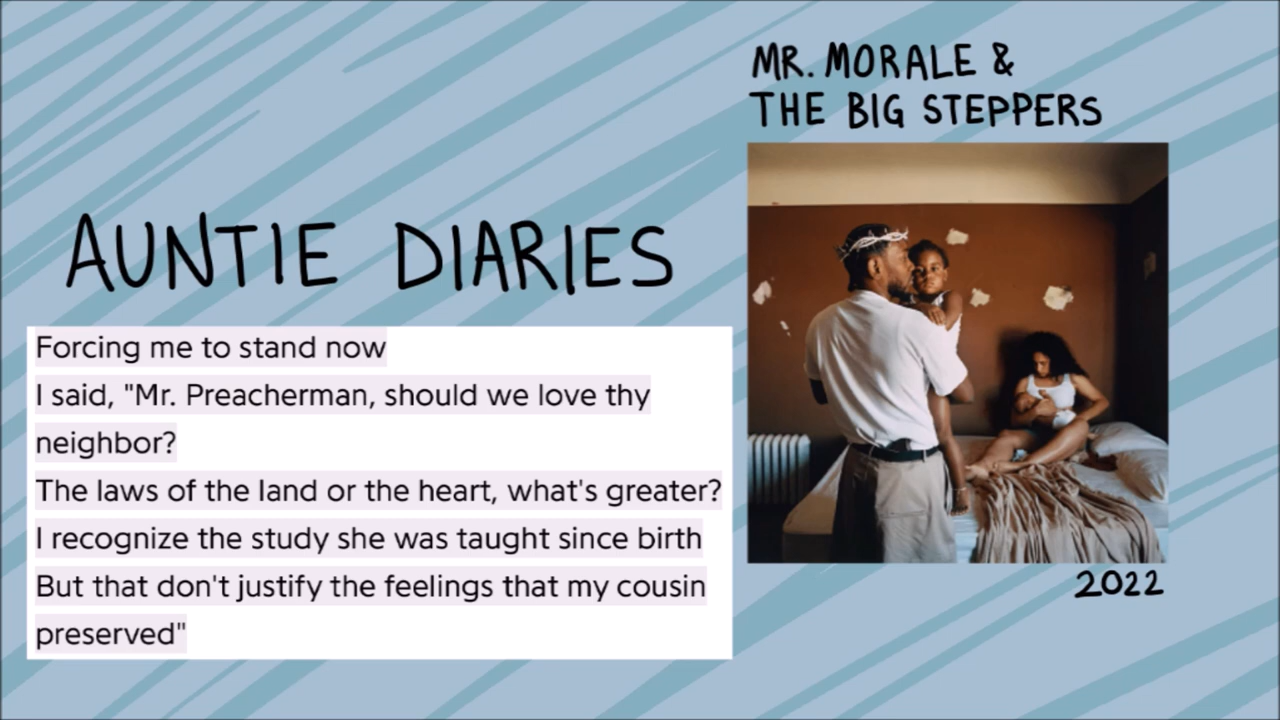 MR. MORALE &
THE BIG STEPPERS
AUNTIE DIARIES
Forcing me to stand now
I said, "Mr. Preacherman, should we love thy
neighbor?
The laws of the land or the heart, what's greater?
I recognize the study she was taught since birth
But that don't justify the feelings that my cousin
preserved"
2022